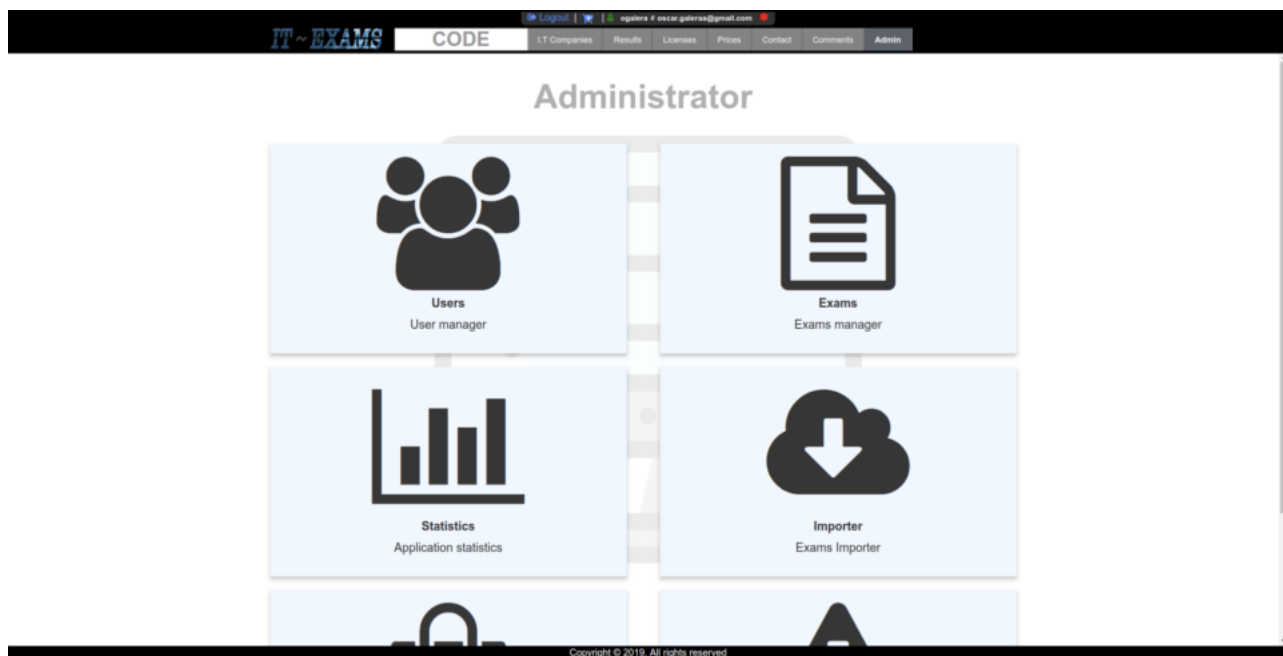 Logout | | ogalera # oscar.galeraa@gmail.com
IT ~ EXAMS CODE I.T Companies Results Licenses Prices Contact Comments Admin
Administrator
Users
User manager
Exams
Exams manager
Statistics
Application statistics
Importer
Exams Importer
Copyright © 2019. All rights reserved